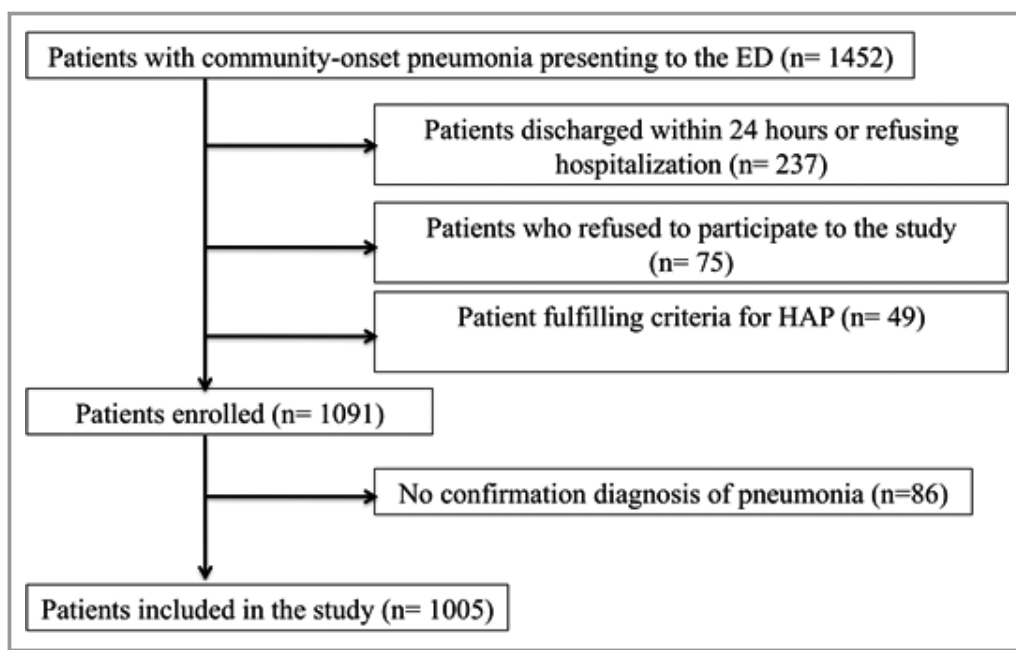 Patients with community-onset pneumonia presenting to the ED (n= 1452)
Patients discharged within 24 hours or refusing
hospitalization (n= 237)
Patients who refused to participate to the study
(n= 75)
Patient fulfilling criteria for HAP (n= 49)
Patients enrolled (n= 1091)
No confirmation diagnosis of pneumonia (n=86)
Patients included in the study (n= 1005)